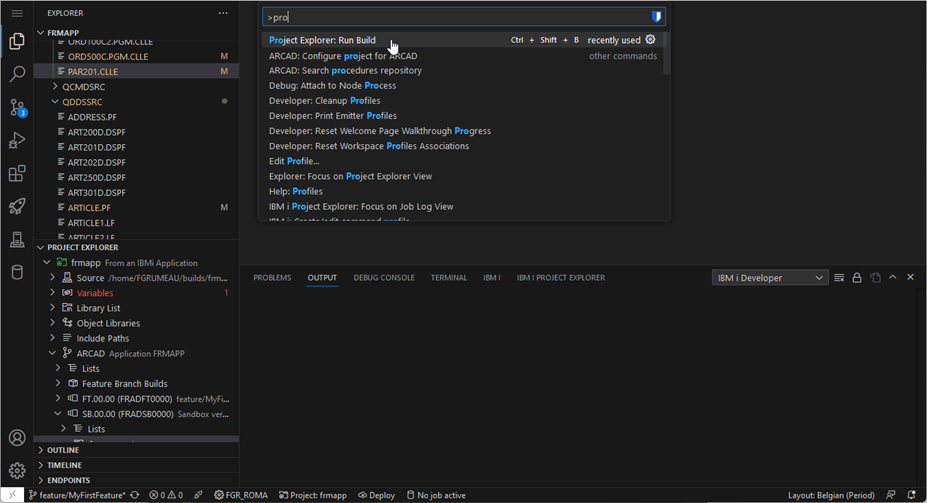 EXPLORER ...
FRMAPP
ORD100C2.PGM.CLLE
ORD500C.PGM.CLLE M
PAR201.CLLE M
QCMDSRC
QDDSSRC
ADDRESS.PF
ART200D.DSPF
ART201D.DSPF
ART202D.DSPF
ART250D.DSPF
ART301D.DSPF
ARTICLE.PF M
ARTICLE1.LF
ARTICLE2.LF
PROJECT EXPLORER
frmapp From an IBMi Application
Source /home/FGRUMEAU/builds/frm...
Variables 1
Library List
Object Libraries
Include Paths
ARCAD Application FRMAPP
Lists
Feature Branch Builds
FT.00.00 (FRADFT0000) feature/MyFi...
SB.00.00 (FRADSB0000) Sandbox ver...
Lists
OUTLINE
TIMELINE
ENDPOINTS
3
>pro
Project Explorer: Run Build Ctrl + Shift + B recently used
ARCAD: Configure project for ARCAD other commands
ARCAD: Search procedures repository
Debug: Attach to Node Process
Developer: Cleanup Profiles
Developer: Print Emitter Profiles
Developer: Reset Welcome Page Walkthrough Progress
Developer: Reset Workspace Profiles Associations
Edit Profile...
Explorer: Focus on Project Explorer View
Help: Profiles
IBM i Project Explorer: Focus on Job Log View
IBM i: Create/edit command profile
PROBLEMS OUTPUT DEBUG CONSOLE TERMINAL IBM I IBM I PROJECT EXPLORER IBM i Developer
feature/MyFirstFeature* 0 0 FGR_ROMA Project: frmapp Deploy No job active Layout: Belgian (Period)